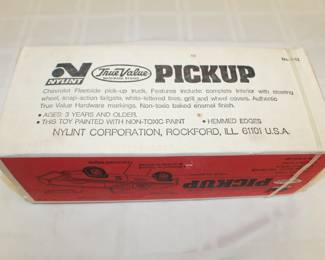 NYLINT True Value PICKUP
HARDWARE STORES
Chevrolet Fleetside pick-up truck. Features include: complete interior with steering
wheel, snap-action tailgate, white-lettered tires, grill and wheel covers. Authentic
True Value Hardware markings. Non-toxic baked enamel finish.
• AGES: 3 YEARS AND OLDER.
• THIS TOY PAINTED WITH NON-TOXIC PAINT • HEMMED EDGES
NYLINT CORPORATION, ROCKFORD, ILL. 61101 U.S.A.
PICKUP